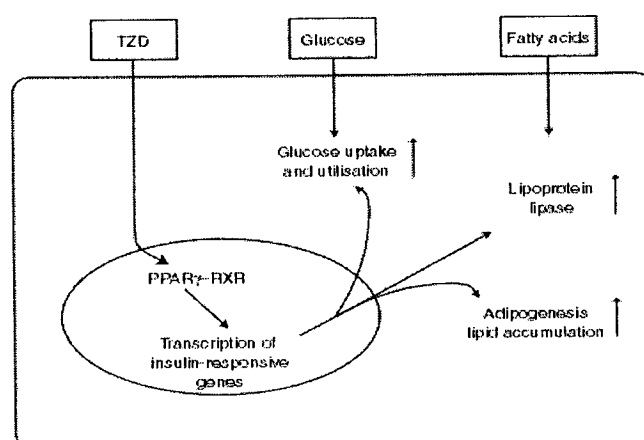 TZD
Glucose
Fatty acids
Glucose uptake
and utilisation
Lipoprotein
lipase
PPARγ–RXR
Transcription of
insulin-responsive
genes
Adipogenesis
lipid accumulation